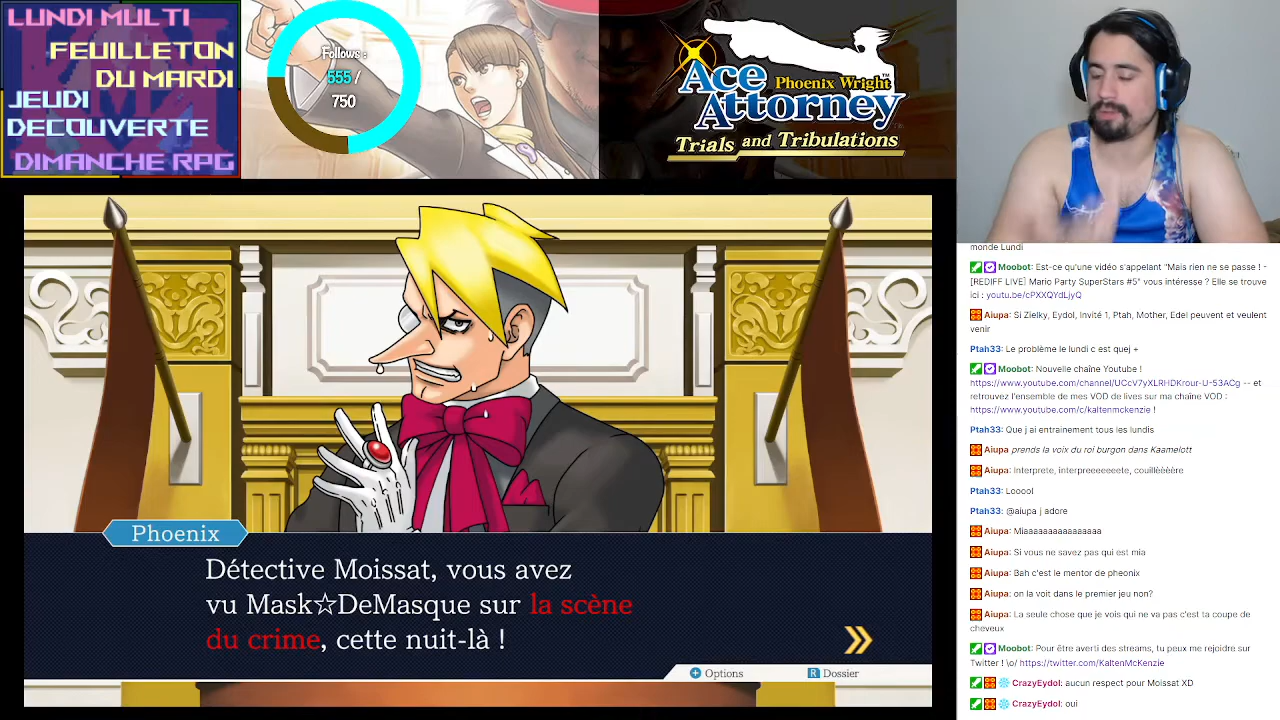 LUNDI MULTI
FEUILLETON
DU MARDI
JEUDI
DECOUVERTE
DIMANCHE RPG
Follows :
555 /
750
Phoenix Wright™
Ace
Attorney
Trials and Tribulations
Phoenix
Détective Moissat, vous avez
vu Mask☆DeMasque sur la scène
du crime, cette nuit-là !
Options
R Dossier
monde Lundi
Moobot: Est-ce qu'une vidéo s'appelant "Mais rien ne se passe ! -
[REDIFF LIVE] Mario Party SuperStars #5" vous intéresse ? Elle se trouve
ici : youtu.be/cPXXQYdLjyQ
Aiupa: Si Zielky, Eydol, Invité 1, Ptah, Mother, Edel peuvent et veulent
venir
Ptah33: Le problème le lundi c est quej +
Moobot: Nouvelle chaîne Youtube !
https://www.youtube.com/channel/UCcV7yXLRHDKrour-U-53ACg -- et
retrouvez l'ensemble de mes VOD de lives sur ma chaîne VOD :
https://www.youtube.com/c/kaltenmckenzie !
Ptah33: Que j ai entrainement tous les lundis
Aiupa prends la voix du roi burgon dans Kaamelott
Aiupa: Interprete, interpreeeeeeete, couillèèèère
Ptah33: Looool
Ptah33: @aiupa j adore
Aiupa: Miaaaaaaaaaaaaaaaa
Aiupa: Si vous ne savez pas qui est mia
Aiupa: Bah c'est le mentor de pheonix
Aiupa: on la voit dans le premier jeu non?
Aiupa: La seule chose que je vois qui ne va pas c'est ta coupe de
cheveux
Moobot: Pour être averti des streams, tu peux me rejoindre sur
Twitter ! \o/ https://twitter.com/KaltenMcKenzie
CrazyEydol: aucun respect pour Moissat XD
CrazyEydol: oui